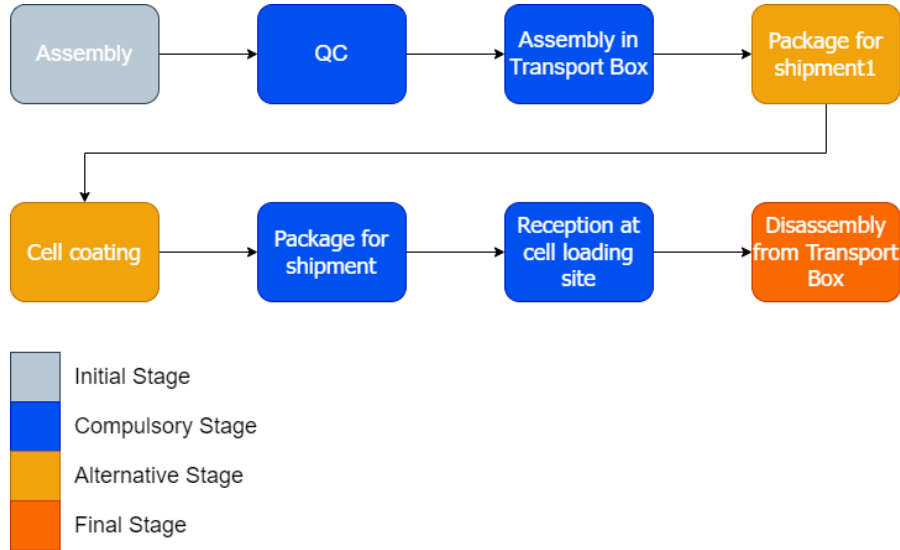 Assembly
QC
Assembly in
Transport Box
Package for
shipment1
Cell coating
Package for
shipment
Reception at
cell loading
site
Disassembly
from Transport
Box
Initial Stage
Compulsory Stage
Alternative Stage
Final Stage